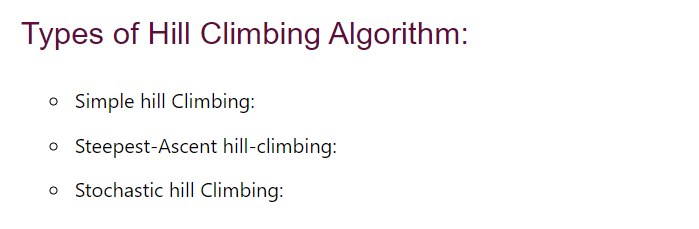 Types of Hill Climbing Algorithm:
Simple hill Climbing:
Steepest-Ascent hill-climbing:
Stochastic hill Climbing: